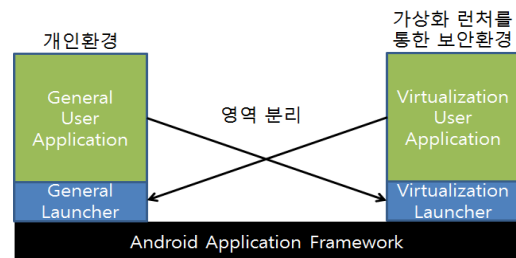 개인환경
가상화 런처를
통한 보안환경
General
User
Application
영역 분리
Virtualization
User
Application
General
Launcher
Virtualization
Launcher
Android Application Framework